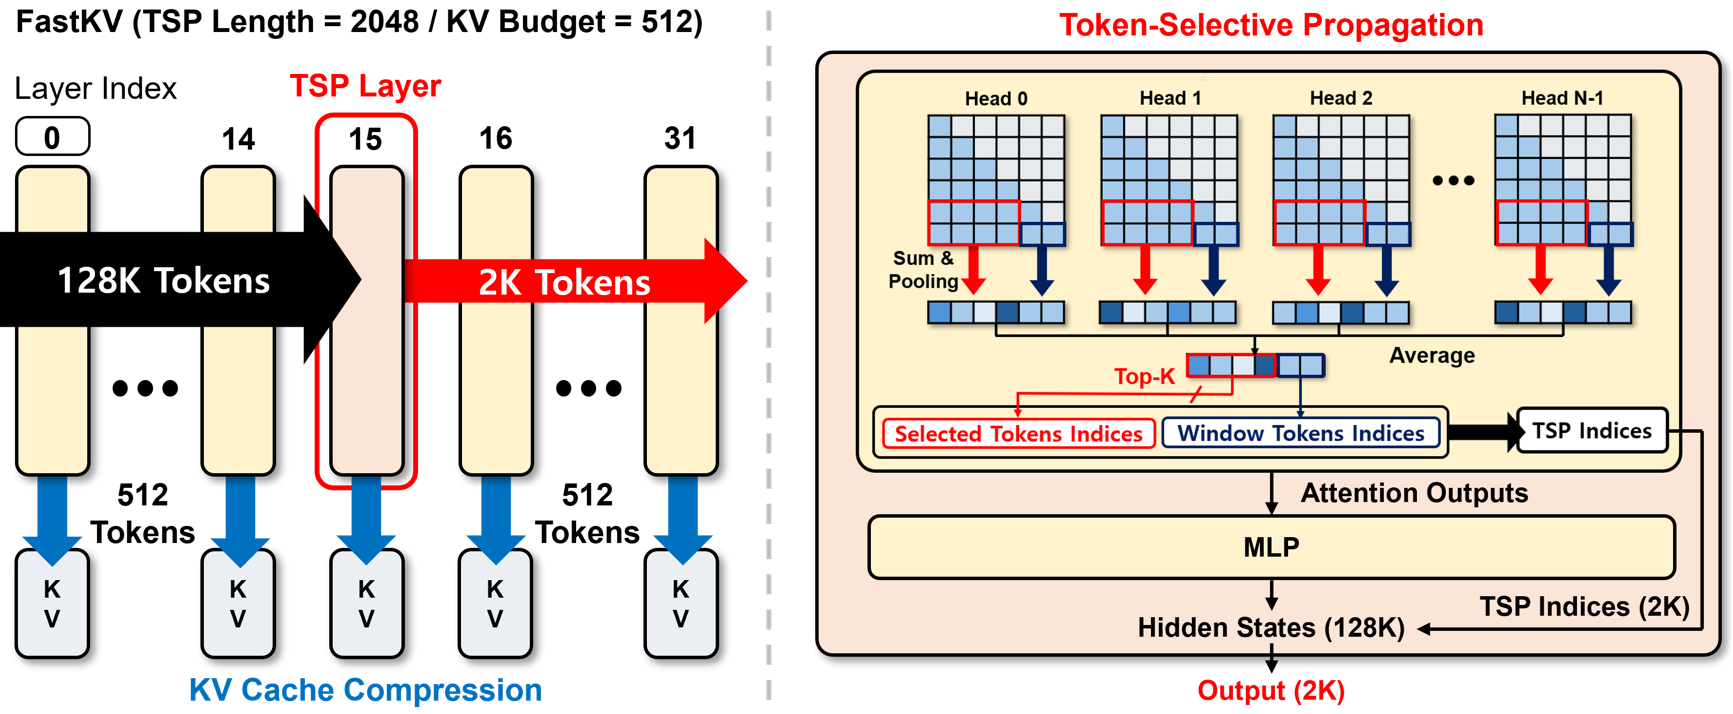 FastKV (TSP Length = 2048 / KV Budget = 512)
Layer Index
TSP Layer
0
14
15
16
31
128K Tokens
2K Tokens
512
Tokens
512
Tokens
K
V
K
V
K
V
K
V
K
V
KV Cache Compression
Token-Selective Propagation
Head 0
Head 1
Head 2
Head N-1
Sum &
Pooling
Average
Top-K
Selected Tokens Indices
Window Tokens Indices
TSP Indices
Attention Outputs
MLP
TSP Indices (2K)
Hidden States (128K)
Output (2K)